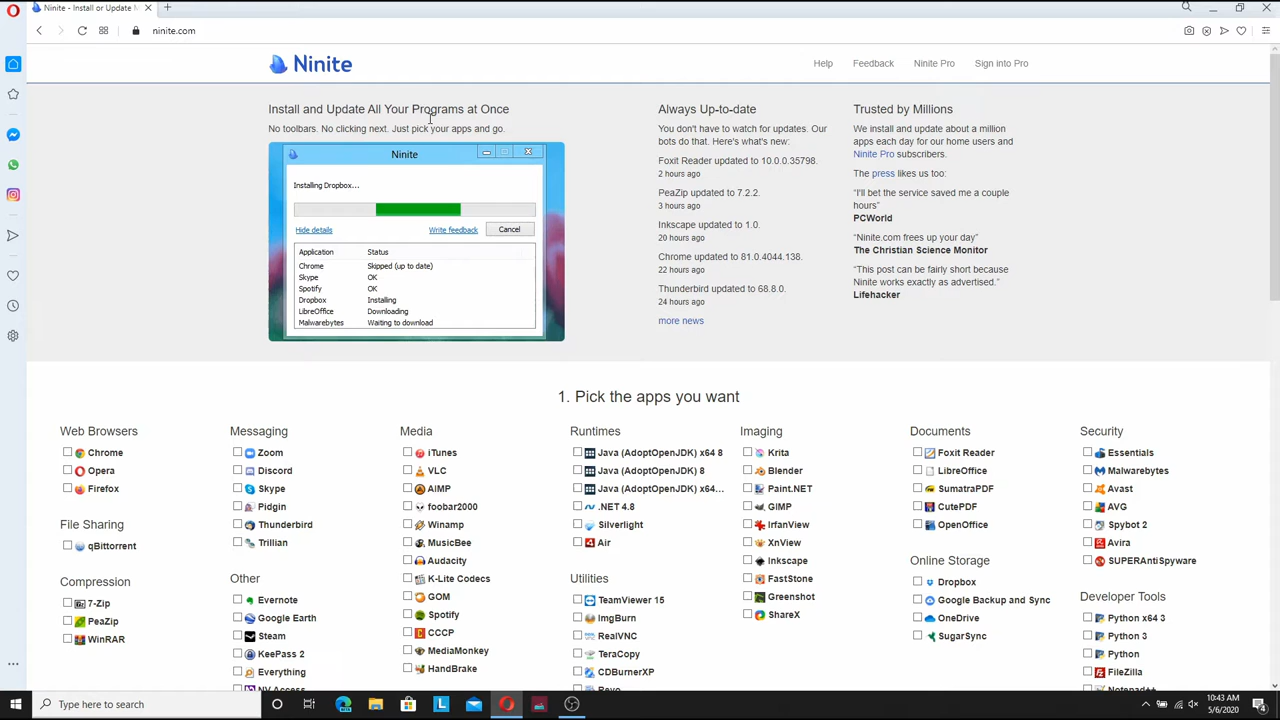 Ninite - Install or Update M
ninite.com
Ninite
Help
Feedback
Ninite Pro
Sign into Pro
Install and Update All Your Programs at Once
No toolbars. No clicking next. Just pick your apps and go.
Ninite
Installing Dropbox...
Hide details
Write feedback
Cancel
Application Status
Chrome Skipped (up to date)
Skype OK
Spotify OK
Dropbox Installing
LibreOffice Downloading
Malwarebytes Waiting to download
Always Up-to-date
You don't have to watch for updates. Our
bots do that. Here's what's new:
Foxit Reader updated to 10.0.0.35798.
2 hours ago
PeaZip updated to 7.2.2.
3 hours ago
Inkscape updated to 1.0.
20 hours ago
Chrome updated to 81.0.4044.138.
22 hours ago
Thunderbird updated to 68.8.0.
24 hours ago
more news
Trusted by Millions
We install and update about a million
apps each day for our home users and
Ninite Pro subscribers.
The press likes us too:
“I'll bet the service saved me a couple
hours”
PCWorld
“Ninite.com frees up your day”
The Christian Science Monitor
“This post can be fairly short because
Ninite works exactly as advertised.”
Lifehacker
1. Pick the apps you want
Web Browsers
Chrome
Opera
Firefox
File Sharing
qBittorrent
Compression
7-Zip
PeaZip
WinRAR
Messaging
Zoom
Discord
Skype
Pidgin
Thunderbird
Trillian
Other
Evernote
Google Earth
Steam
KeePass 2
Everything
NV Access
Media
iTunes
VLC
AIMP
foobar2000
Winamp
MusicBee
Audacity
K-Lite Codecs
GOM
Spotify
CCCP
MediaMonkey
HandBrake
Runtimes
Java (AdoptOpenJDK) x64 8
Java (AdoptOpenJDK) 8
Java (AdoptOpenJDK) x64...
.NET 4.8
Silverlight
Air
Utilities
TeamViewer 15
ImgBurn
RealVNC
TeraCopy
CDBurnerXP
Revo
Imaging
Krita
Blender
Paint.NET
GIMP
IrfanView
XnView
Inkscape
FastStone
Greenshot
ShareX
Documents
Foxit Reader
LibreOffice
SumatraPDF
CutePDF
OpenOffice
Online Storage
Dropbox
Google Backup and Sync
OneDrive
SugarSync
Security
Essentials
Malwarebytes
Avast
AVG
Spybot 2
Avira
SUPERAntiSpyware
Developer Tools
Python x64 3
Python 3
Python
FileZilla
Notepad++
Type here to search
10:43 AM
5/6/2020
4